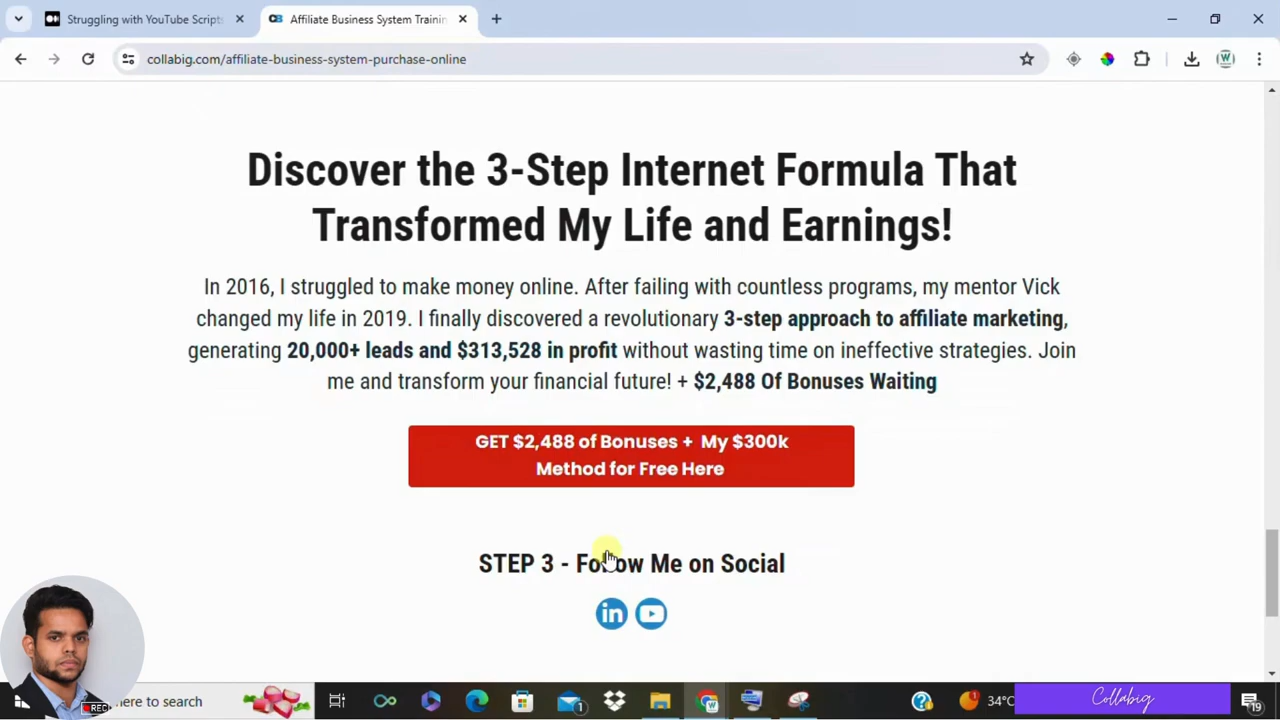 Struggling with YouTube Scripts
Affiliate Business System Trainin
collabig.com/affiliate-business-system-purchase-online
Discover the 3-Step Internet Formula That
Transformed My Life and Earnings!
In 2016, I struggled to make money online. After failing with countless programs, my mentor Vick
changed my life in 2019. I finally discovered a revolutionary 3-step approach to affiliate marketing,
generating 20,000+ leads and $313,528 in profit without wasting time on ineffective strategies. Join
me and transform your financial future! + $2,488 Of Bonuses Waiting
GET $2,488 of Bonuses + My $300k
Method for Free Here
STEP 3 - Follow Me on Social
in
REC
here to search
1
34°C
Collabig
19